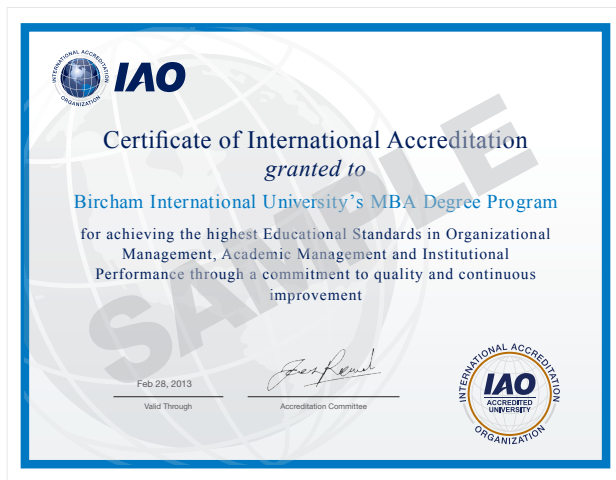 INTERNATIONAL ACCREDITATION
ORGANIZATION
IAO
Certificate of International Accreditation
granted to
Bircham International University's MBA Degree Program
for achieving the highest Educational Standards in Organizational
Management, Academic Management and Institutional
Performance through a commitment to quality and continuous
improvement
SAMPLE
Feb 28, 2013
Valid Through
Accreditation Committee
INTERNATIONAL ACCREDITATION
IAO
ACCREDITED
UNIVERSITY
ORGANIZATION